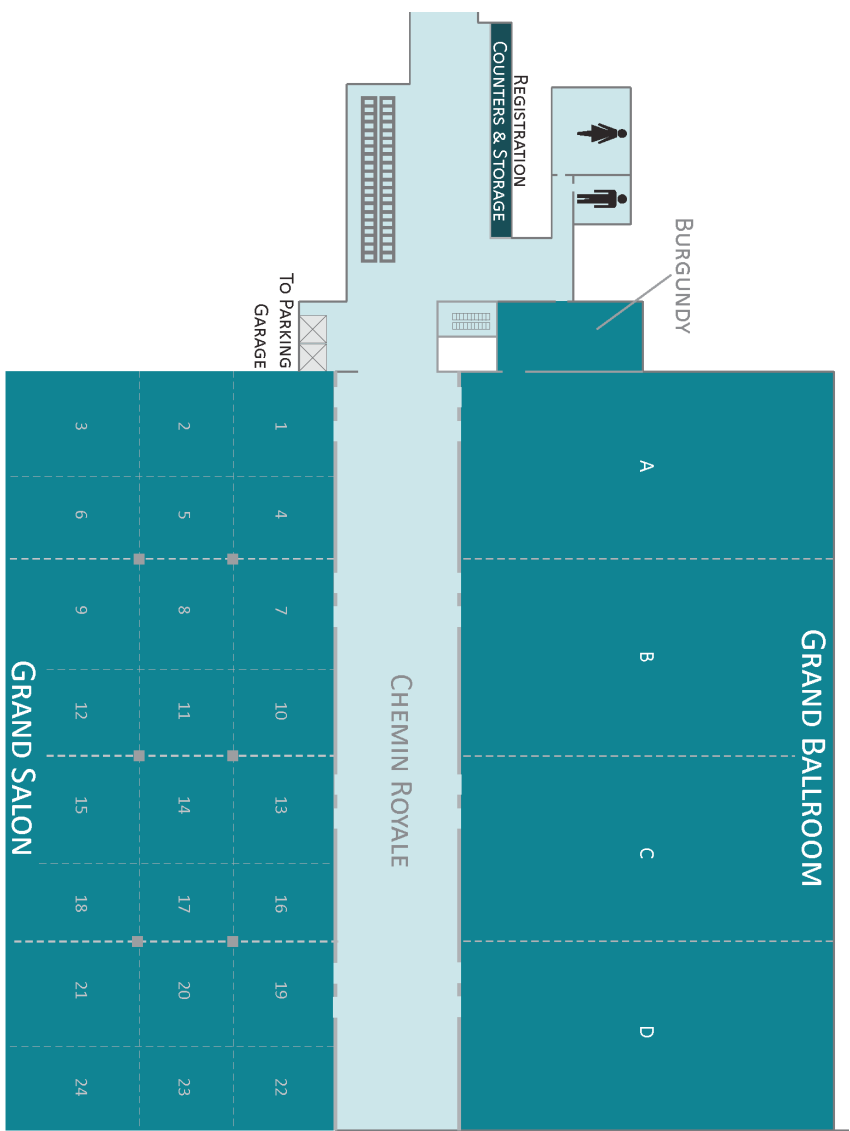 REGISTRATION
COUNTERS & STORAGE
BURGUNDY
TO PARKING
GARAGE
1
2
3
4
5
6
7
8
9
10
11
12
13
14
15
16
17
18
19
20
21
22
23
24
GRAND SALON
CHEMIN ROYALE
A
B
C
D
GRAND BALLROOM